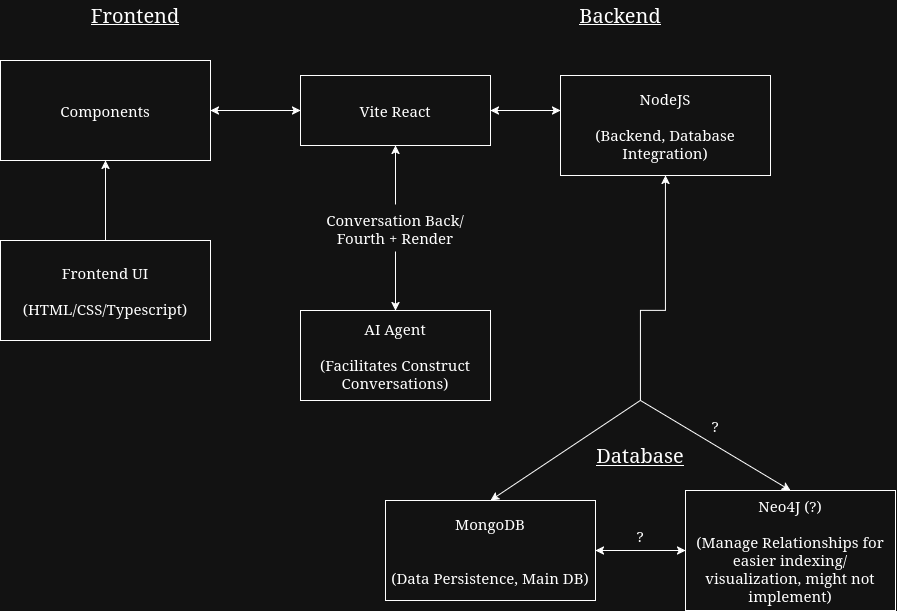 Frontend
Backend
Components
Vite React
NodeJS
(Backend, Database
Integration)
Conversation Back/
Fourth + Render
Frontend UI
(HTML/CSS/Typescript)
AI Agent
(Facilitates Construct
Conversations)
?
Database
MongoDB
(Data Persistence, Main DB)
?
Neo4J (?)
(Manage Relationships for
easier indexing/
visualization, might not
implement)